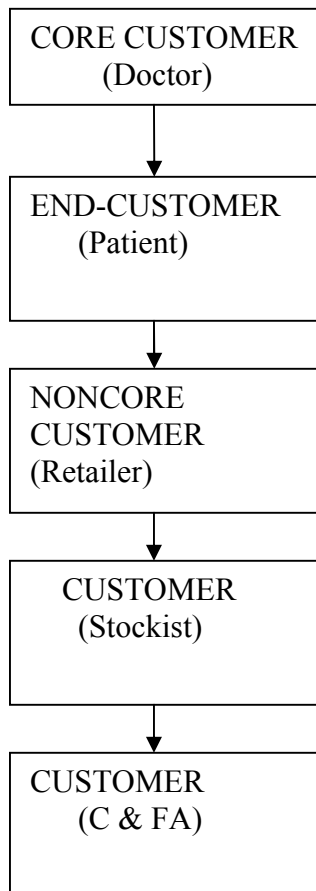 CORE CUSTOMER
(Doctor)
END-CUSTOMER
(Patient)
NONCORE
CUSTOMER
(Retailer)
CUSTOMER
(Stockist)
CUSTOMER
(C & FA)